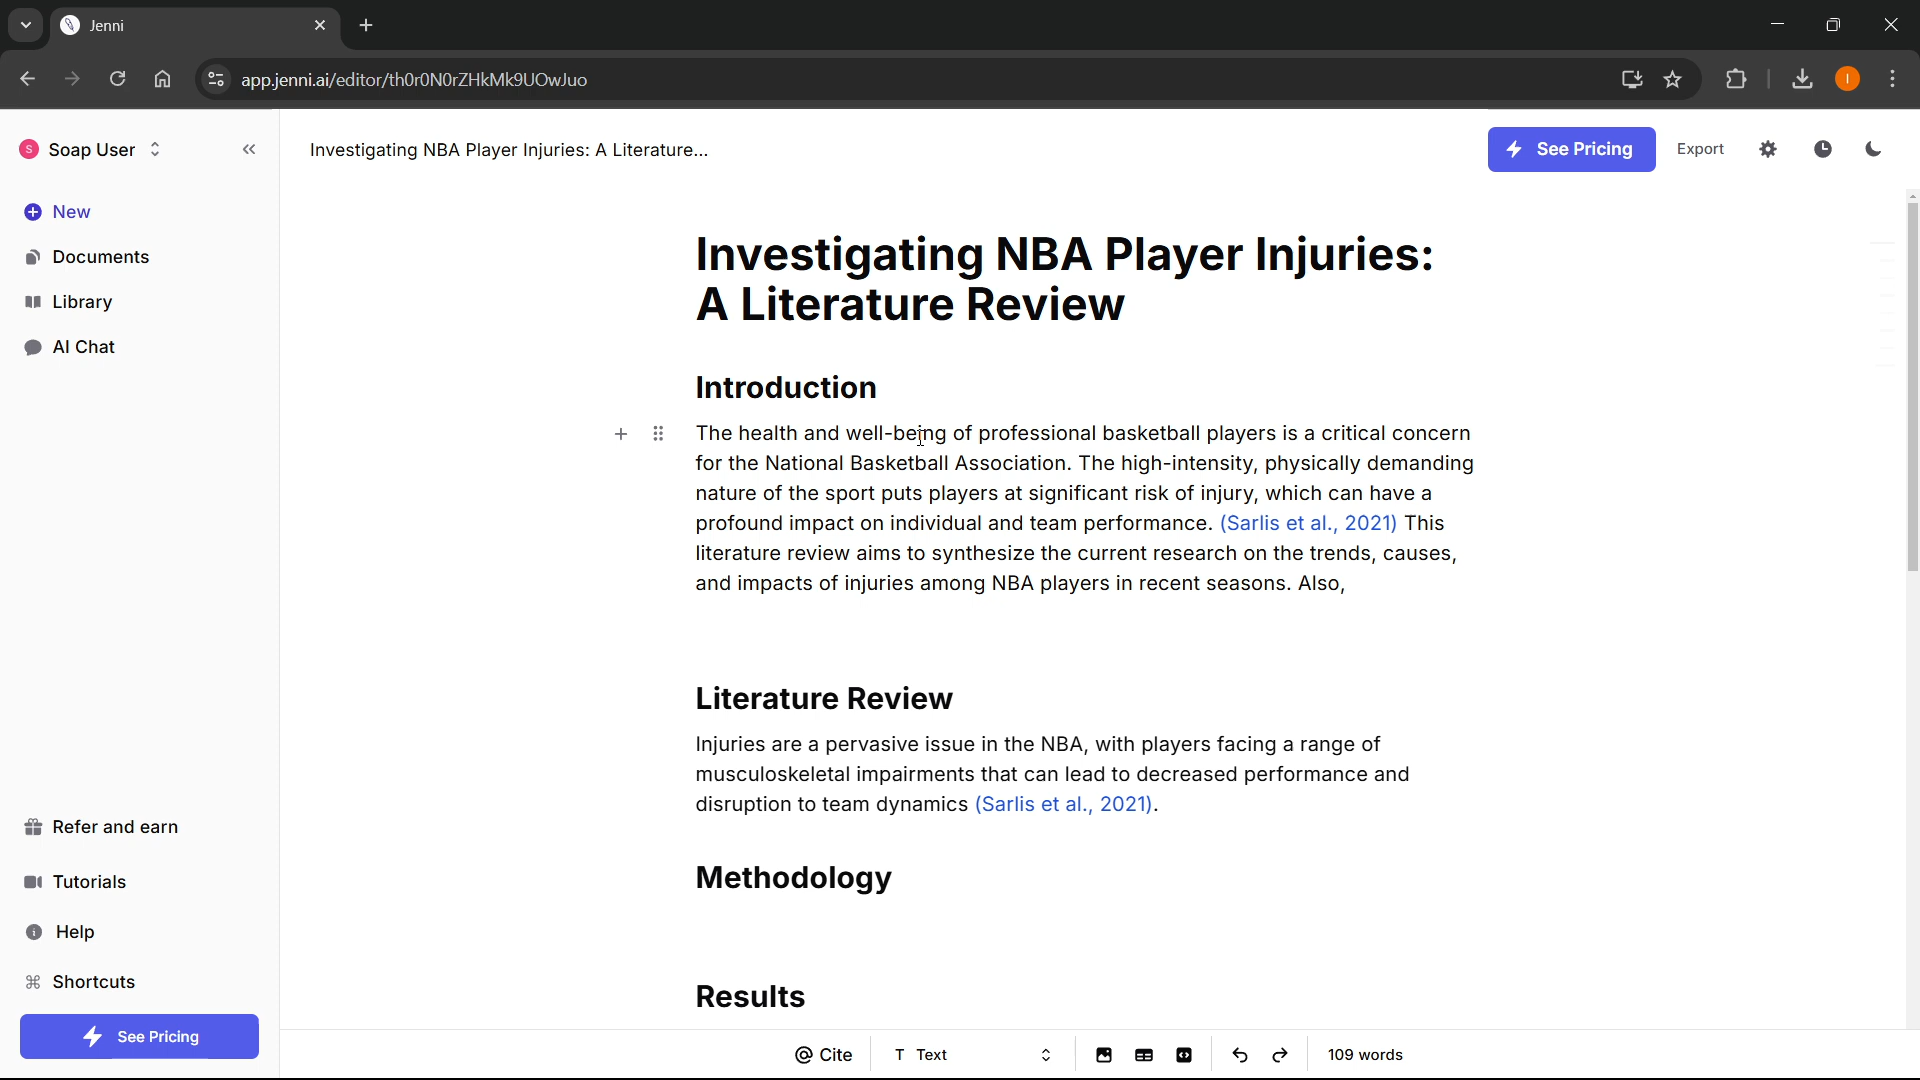 Jenni
app.jenni.ai/editor/th0r0N0rZHkMk9UOwJuo
S Soap User
Investigating NBA Player Injuries: A Literature...
See Pricing
Export
New
Documents
Library
AI Chat
Investigating NBA Player Injuries:
A Literature Review
Introduction
The health and well-being of professional basketball players is a critical concern
for the National Basketball Association. The high-intensity, physically demanding
nature of the sport puts players at significant risk of injury, which can have a
profound impact on individual and team performance. (Sarlis et al., 2021) This
literature review aims to synthesize the current research on the trends, causes,
and impacts of injuries among NBA players in recent seasons. Also,
Literature Review
Injuries are a pervasive issue in the NBA, with players facing a range of
musculoskeletal impairments that can lead to decreased performance and
disruption to team dynamics (Sarlis et al., 2021).
Methodology
Results
Refer and earn
Tutorials
Help
Shortcuts
See Pricing
@ Cite
T Text
109 words